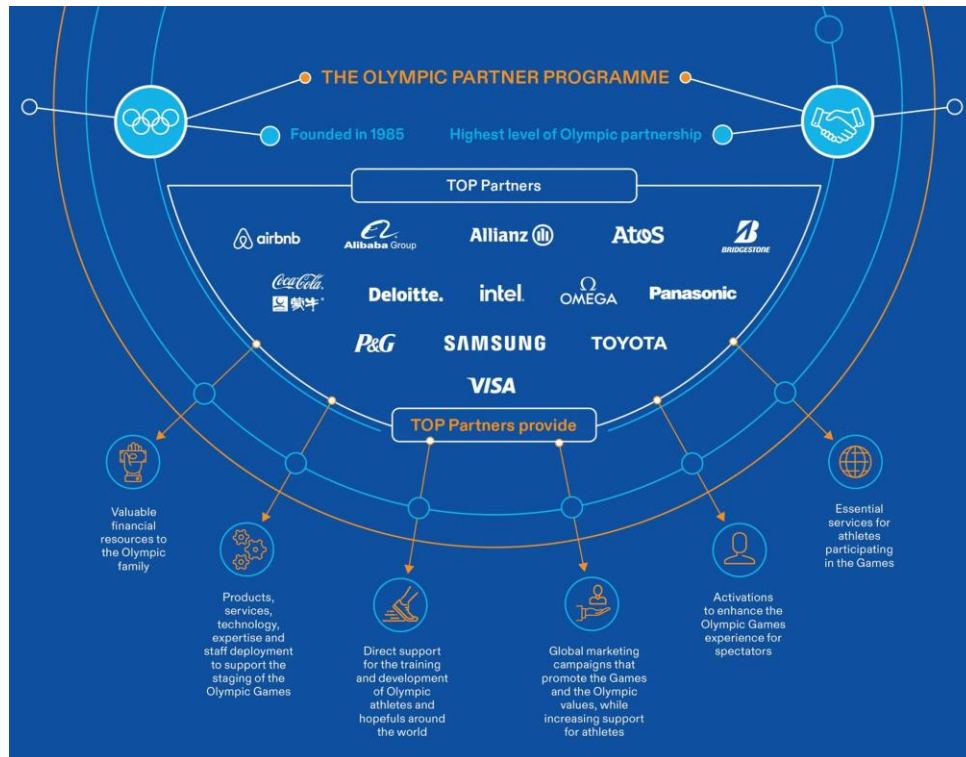 THE OLYMPIC PARTNER PROGRAMME
Founded in 1985
Highest level of Olympic partnership
TOP Partners
airbnb
Alibaba Group
Allianz
Atos
BRIDGESTONE
Coca-Cola
蒙牛
Deloitte.
intel.
Ω
OMEGA
Panasonic
P&G
SAMSUNG
TOYOTA
VISA
TOP Partners provide
Valuable
financial
resources to
the Olympic
family
Products,
services,
technology,
expertise and
staff deployment
to support the
staging of the
Olympic Games
Direct support
for the training
and development
of Olympic
athletes and
hopefuls around
the world
Global marketing
campaigns that
promote the Games
and the Olympic
values, while
increasing support
for athletes
Activations
to enhance the
Olympic Games
experience for
spectators
Essential
services for
athletes
participating
in the Games